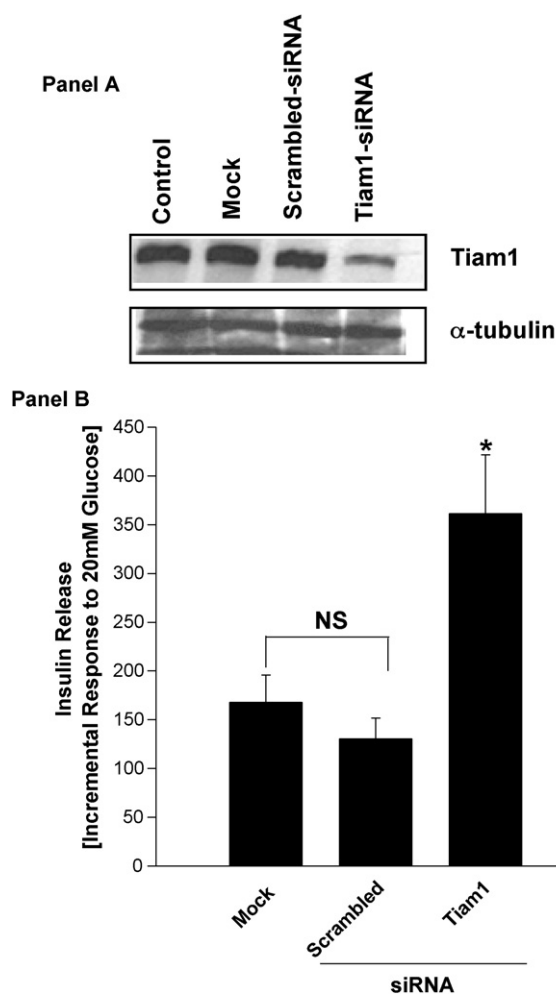 Panel A
Control
Mock
Scrambled-siRNA
Tiam1-siRNA
Tiam1
α-tubulin
Panel B
Insulin Release
[Incremental Response to 20mM Glucose]
450
400
350
300
250
200
150
100
50
0
NS
*
Mock
Scrambled
Tiam1
siRNA